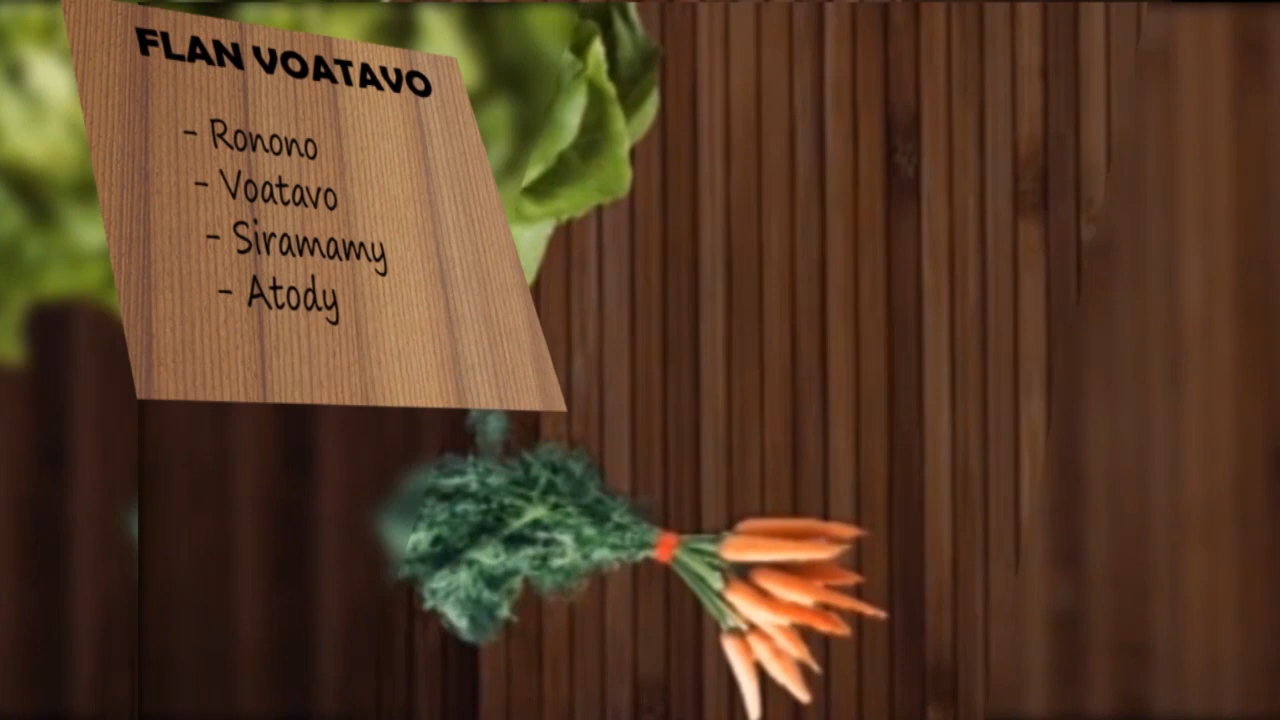 FLAN VOATAVO
- Ronono
- Voatavo
- Siramamy
- Atody